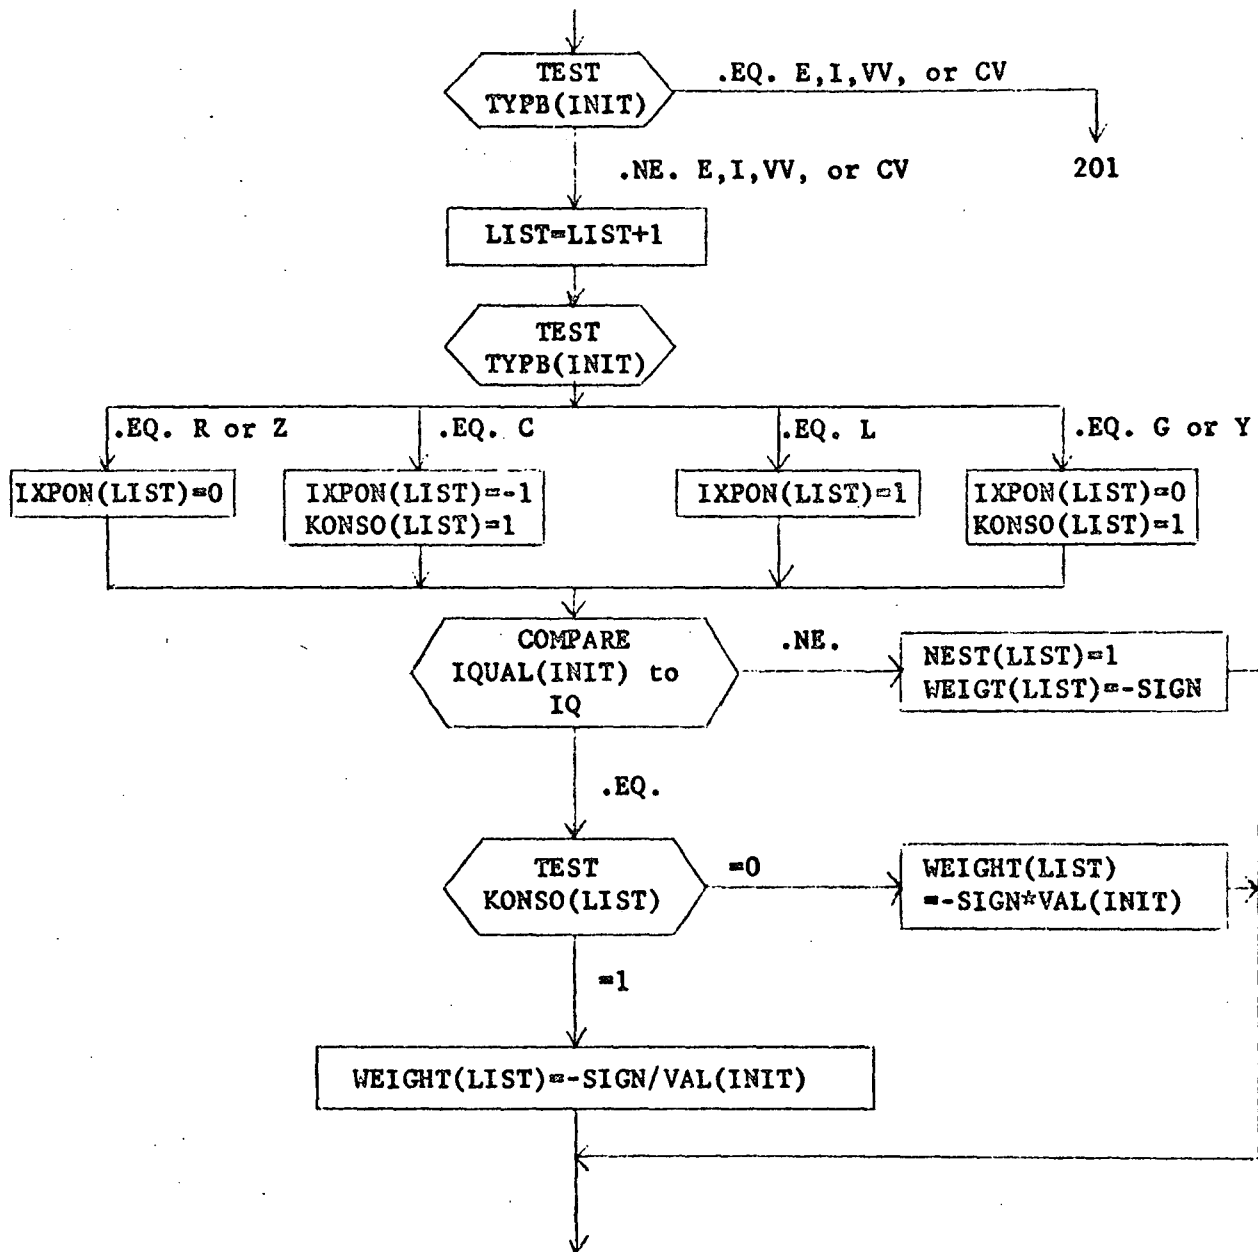 TEST
TYPB(INIT)
.EQ. E,I,VV, or CV
.NE. E,I,VV, or CV
201
LIST=LIST+1
TEST
TYPB(INIT)
.EQ. R or Z
.EQ. C
.EQ. L
.EQ. G or Y
IXPON(LIST)=0
IXPON(LIST)=-1
KONSO(LIST)=1
IXPON(LIST)=1
IXPON(LIST)=0
KONSO(LIST)=1
COMPARE
IQUAL(INIT) to
IQ
.NE.
NEST(LIST)=1
WEIGT(LIST)=-SIGN
.EQ.
TEST
KONSO(LIST)
=0
WEIGHT(LIST)
=-SIGN*VAL(INIT)
=1
WEIGHT(LIST)=-SIGN/VAL(INIT)